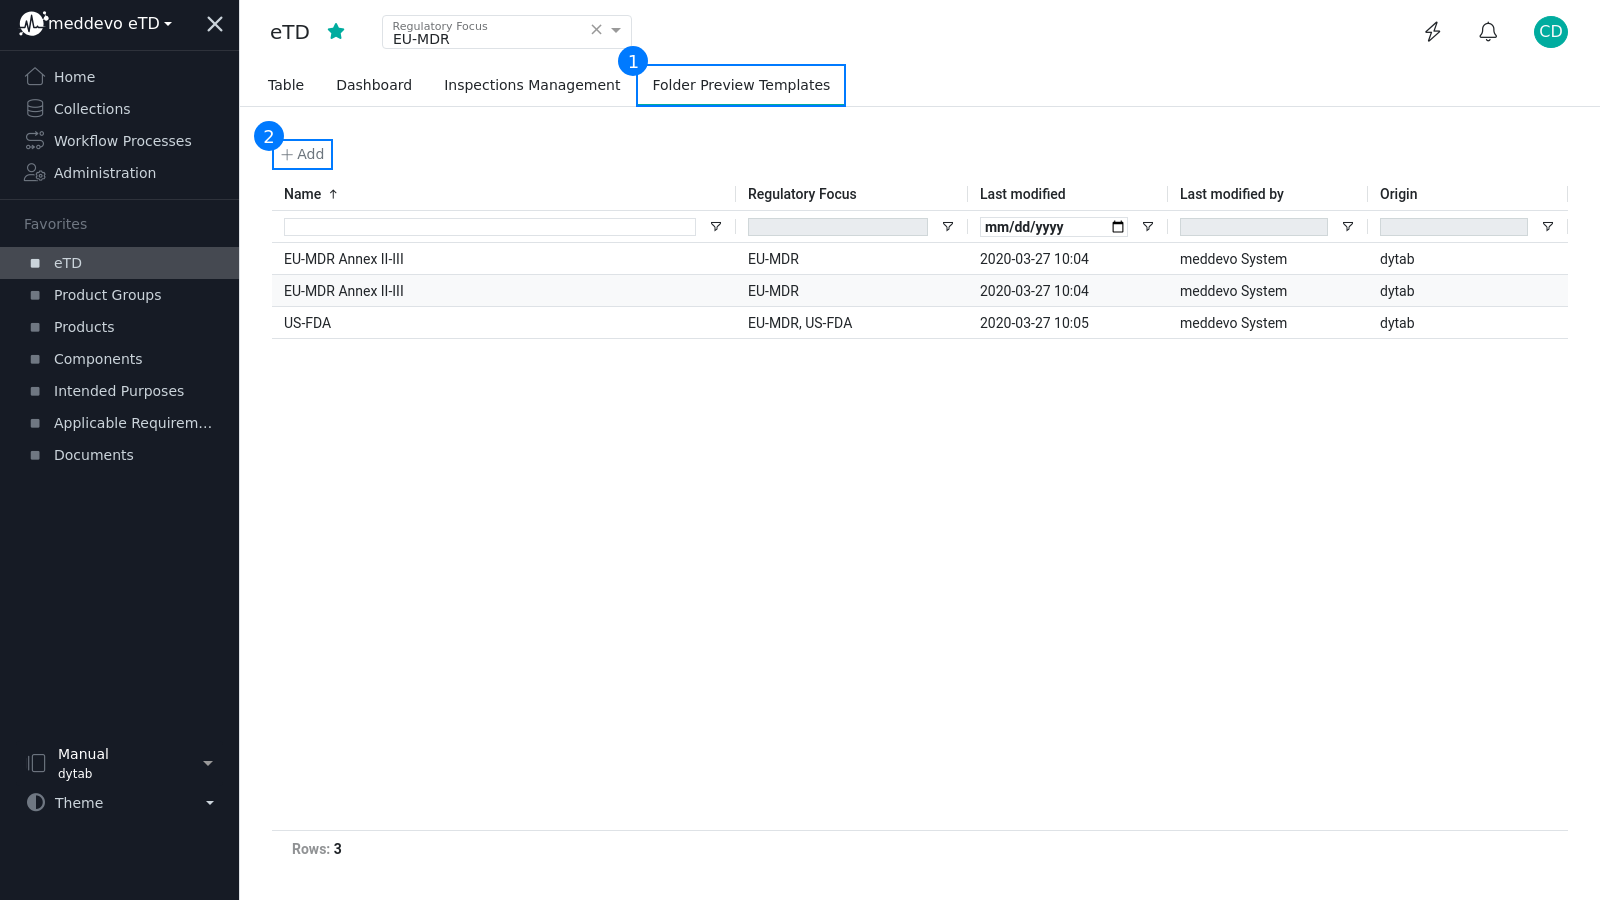 meddevo eTD
Home
Collections
Workflow Processes
Administration
Favorites
eTD
Product Groups
Products
Components
Intended Purposes
Applicable Requirem...
Documents
Manual
dytab
Theme
eTD
Regulatory Focus
EU-MDR
CD
1
Table Dashboard Inspections Management Folder Preview Templates
2
Add
Name Regulatory Focus Last modified Last modified by Origin
mm/dd/yyyy
EU-MDR Annex II-III EU-MDR 2020-03-27 10:04 meddevo System dytab
EU-MDR Annex II-III EU-MDR 2020-03-27 10:04 meddevo System dytab
US-FDA EU-MDR, US-FDA 2020-03-27 10:05 meddevo System dytab
Rows: 3